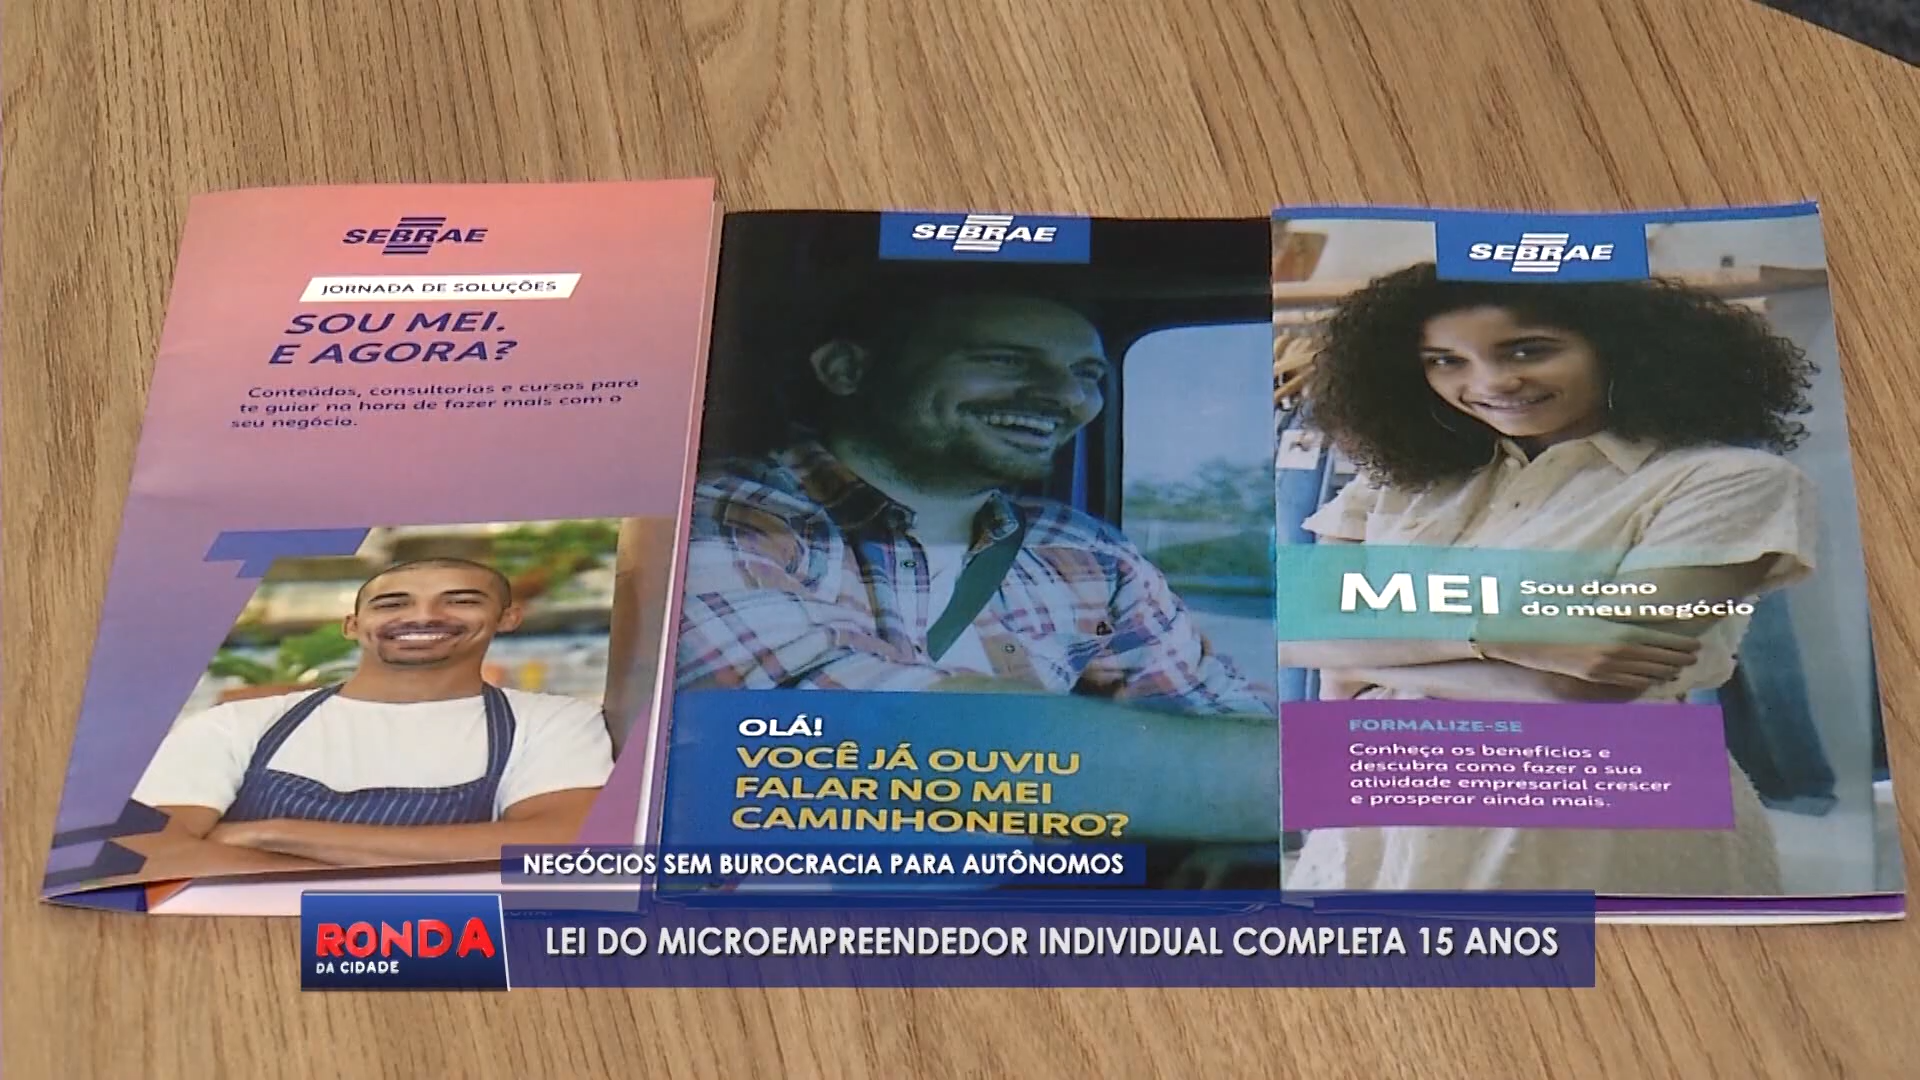 SEBRAE
JORNADA DE SOLUÇÕES
SOU MEI.
E AGORA?
Conteúdos, consultorias e cursos para
te guiar na hora de fazer mais com o
seu negócio.
SEBRAE
OLÁ!
VOCÊ JÁ OUVIU
FALAR NO MEI
CAMINHONEIRO?
SEBRAE
MEI Sou dono
do meu negócio
FORMALIZE-SE
Conheça os benefícios e
descubra como fazer a sua
atividade empresarial crescer
e prosperar ainda mais.
NEGÓCIOS SEM BUROCRACIA PARA AUTÔNOMOS
RONDA
DA CIDADE
LEI DO MICROEMPREENDEDOR INDIVIDUAL COMPLETA 15 ANOS